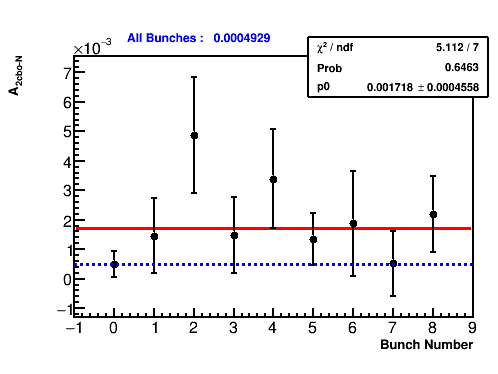 All Bunches : 0.0004929
×10⁻³
χ² / ndf 5.112 / 7
Prob 0.6463
p0 0.001718 ± 0.0004558
A2cbo-N
7
6
5
4
3
2
1
0
−1
−1 0 1 2 3 4 5 6 7 8 9
Bunch Number